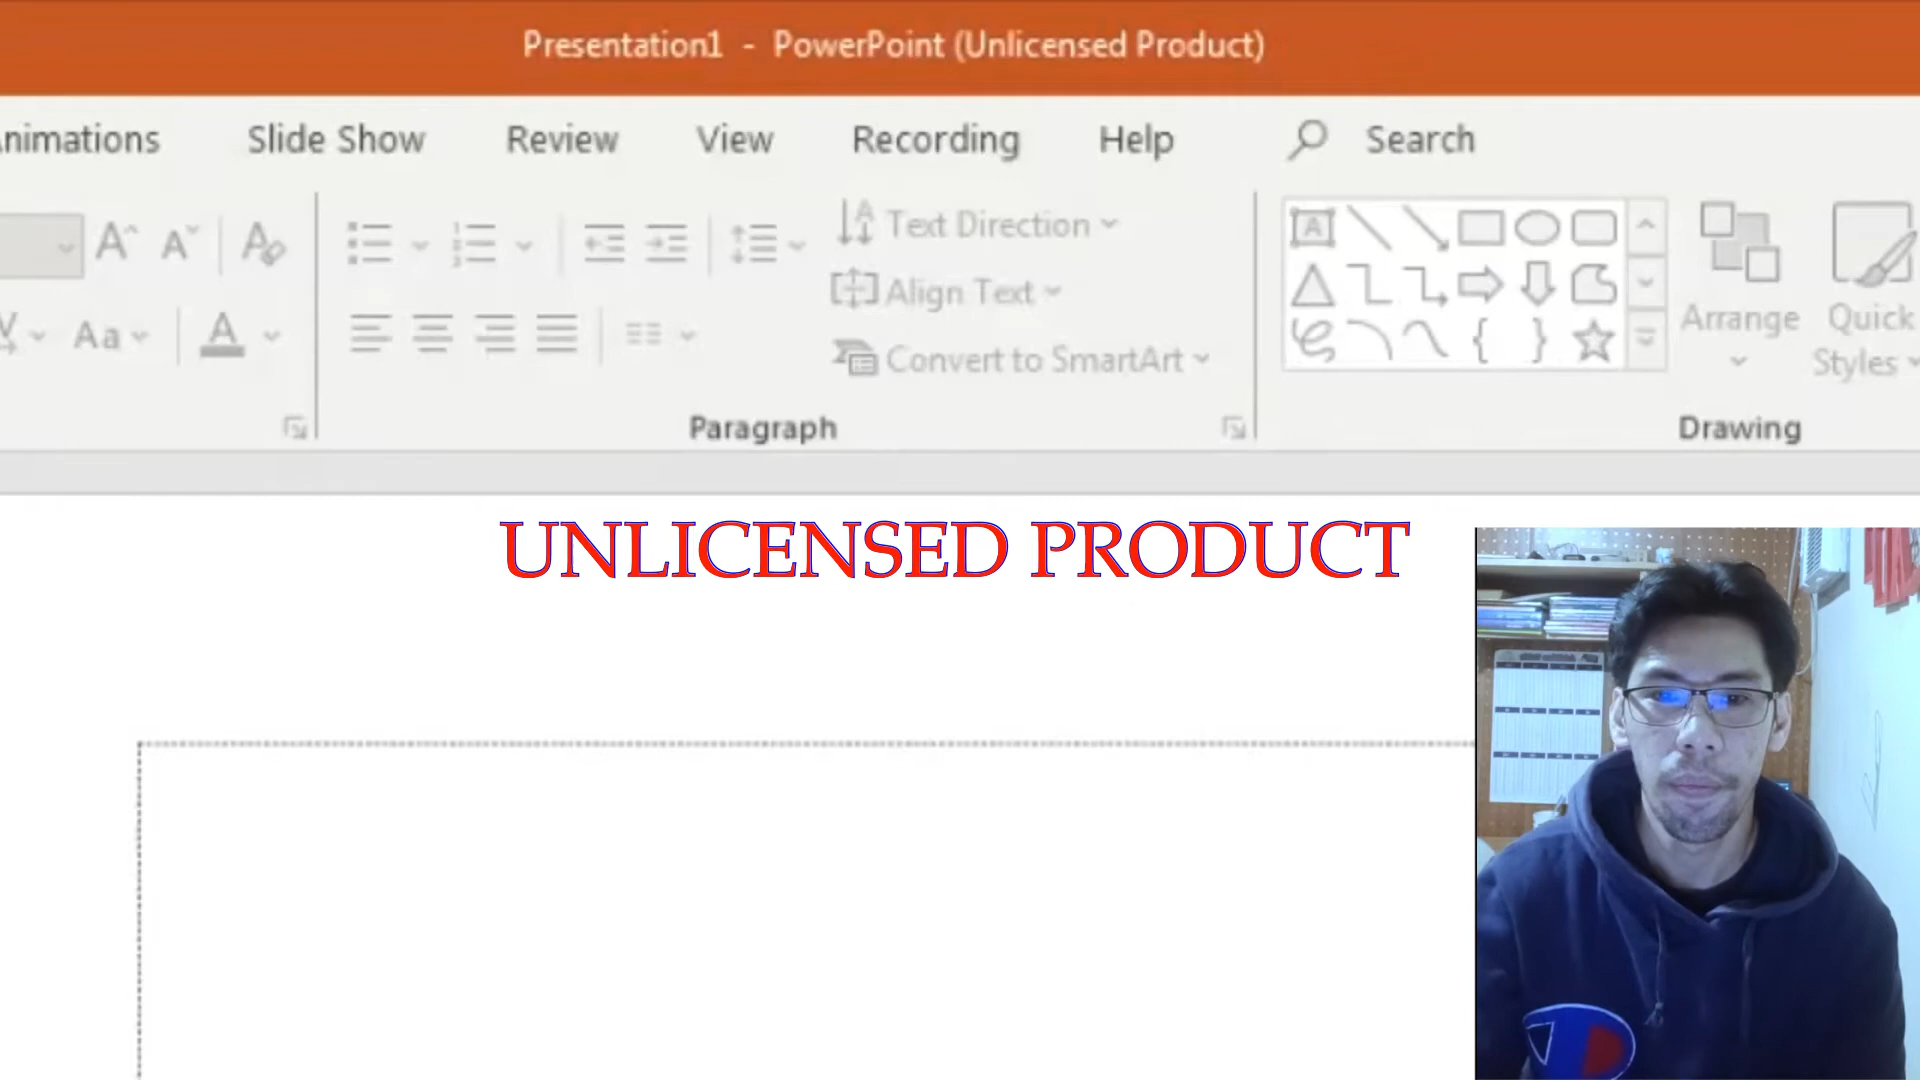 Presentation1 - PowerPoint (Unlicensed Product)
nimations Slide Show Review View Recording Help Search
Text Direction
Aa A Align Text
Convert to SmartArt
Arrange Quick Styles
Paragraph Drawing
UNLICENSED PRODUCT